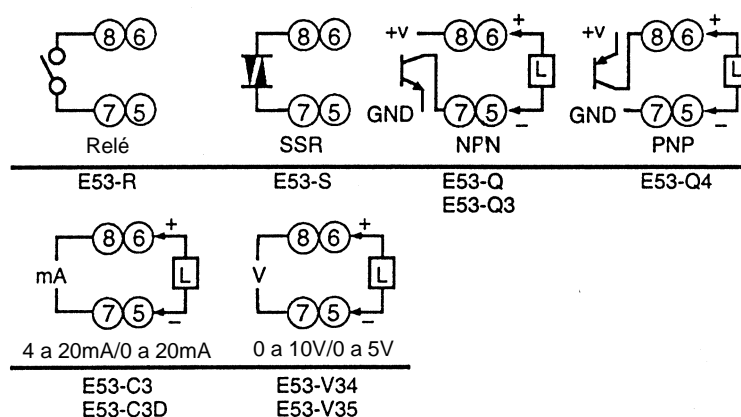 8 6
7 5
Relé
E53-R
8 6
7 5
SSR
E53-S
+v 8 6 +
L
GND 7 5 –
NPN
E53-Q
E53-Q3
+v 8 6 +
L
GND 7 5 –
PNP
E53-Q4
8 6 +
mA L
7 5 –
4 a 20mA/0 a 20mA
E53-C3
E53-C3D
8 6 +
V L
7 5 –
0 a 10V/0 a 5V
E53-V34
E53-V35